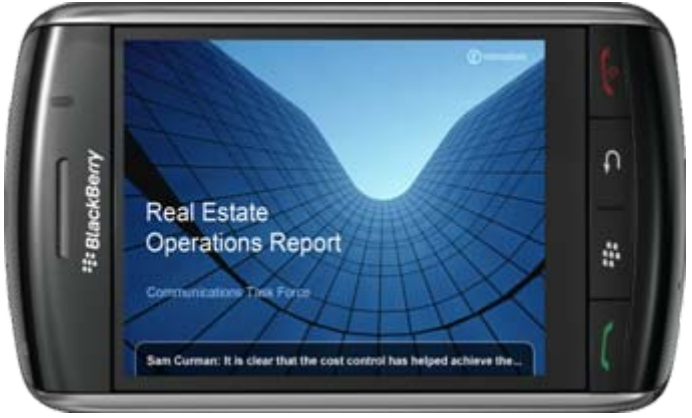 BlackBerry
Real Estate
Operations Report
Communications Task Force
Sam Curman: It is clear that the cost control has helped achieve the...